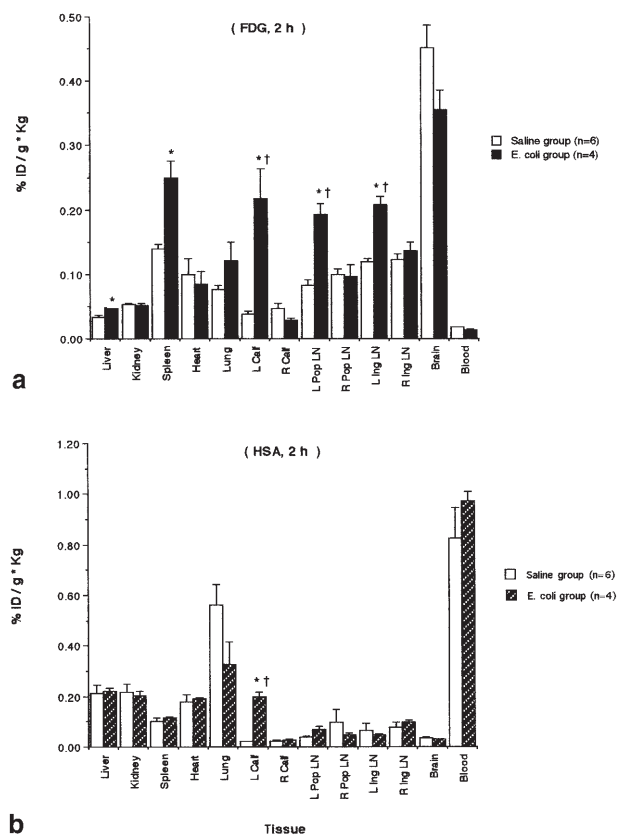 ( FDG, 2 h )
0.50
0.40
0.30
0.20
0.10
0.00
% ID / g * Kg
*
*
* †
* †
* †
Saline group (n=6)
E. coli group (n=4)
Liver
Kidney
Spleen
Heart
Lung
L Calf
R Calf
L Pop LN
R Pop LN
L Ing LN
R Ing LN
Brain
Blood
a
( HSA, 2 h )
1.20
1.00
0.80
0.60
0.40
0.20
0.00
% ID / g * Kg
* †
Saline group (n=6)
E. coli group (n=4)
Liver
Kidney
Spleen
Heart
Lung
L Calf
R Calf
L Pop LN
R Pop LN
L Ing LN
R Ing LN
Brain
Blood
Tissue
b